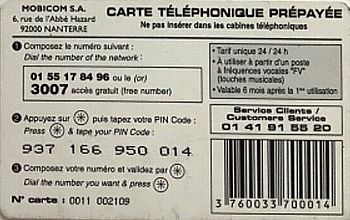 MOBICOM S.A.
6, rue de l'Abbé Hazard
92000 NANTERRE
CARTE TÉLÉPHONIQUE PRÉPAYÉE
Ne pas insérer dans les cabines téléphoniques
1 Composez le numéro suivant :
Dial the number of the network :
01 55 17 84 96 ou le (or)
3007 accès gratuit (free number)
• Tarif unique 24 / 24 h
• À utiliser à partir d'un poste
à fréquences vocales "FV"
(touches musicales)
• Valable 6 mois après la 1ère utilisation
2 Appuyez sur * puis tapez votre PIN Code :
Press * & tape your PIN Code :
937 166 950 014
Service Clients /
Customers Service
01 41 91 55 20
3 Composez votre numéro et validez par *
Dial the number you want & press *
N° carte : 0011 002109
3 760033 700014